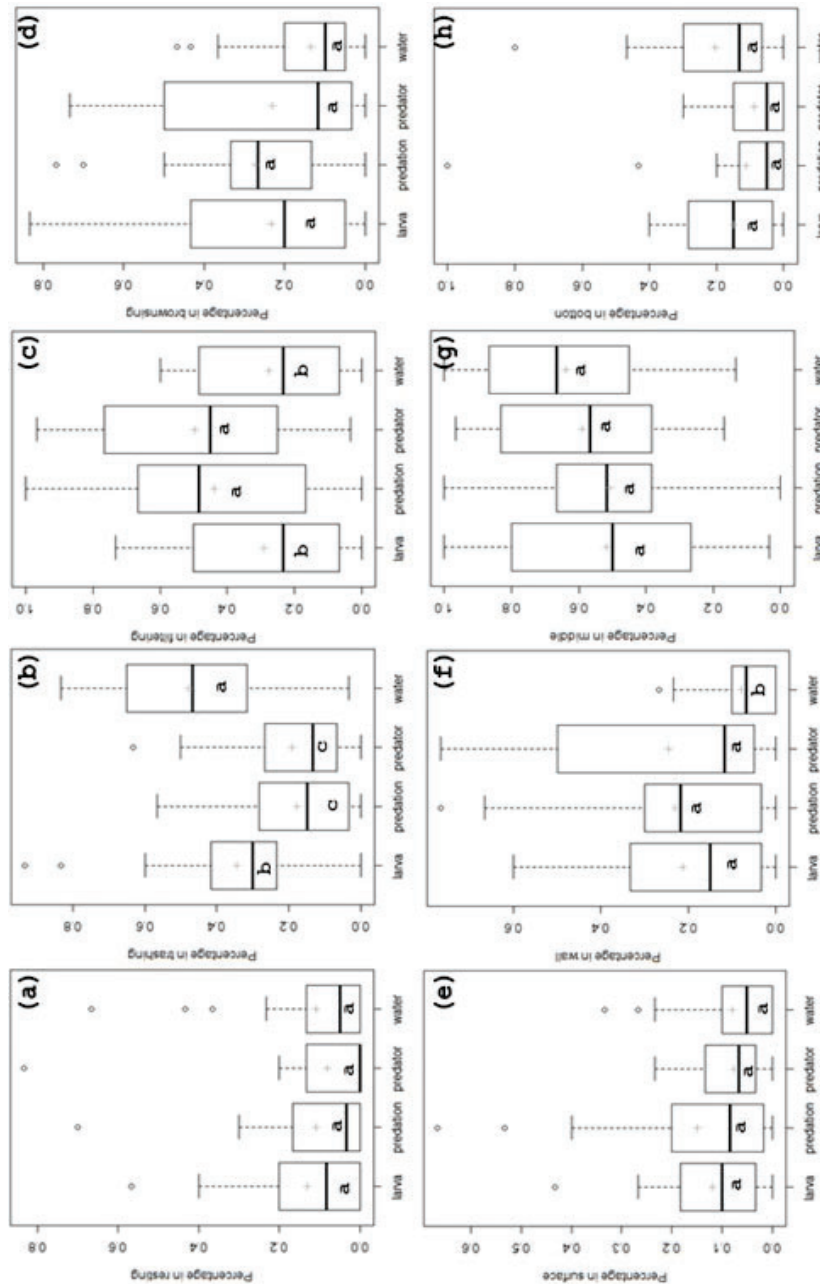 (a)
Percentage in resting
0.0 0.2 0.4 0.6 0.8
a a a a
larva predation predator water
(b)
Percentage in trashing
0.0 0.2 0.4 0.6 0.8
b c c a
larva predation predator water
(c)
Percentage in filtering
0.0 0.2 0.4 0.6 0.8 1.0
b a a b
larva predation predator water
(d)
Percentage in brownsing
0.0 0.2 0.4 0.6 0.8
a a a a
larva predation predator water
(e)
Percentage in surface
0.0 0.1 0.2 0.3 0.4 0.5 0.6
a a a a
larva predation predator water
(f)
Percentage in wall
0.0 0.2 0.4 0.6
a a a b
larva predation predator water
(g)
Percentage in middle
0.0 0.2 0.4 0.6 0.8 1.0
a a a a
larva predation predator water
(h)
Percentage in botton
0.0 0.2 0.4 0.6 0.8 1.0
a a a a
larva predation predator water